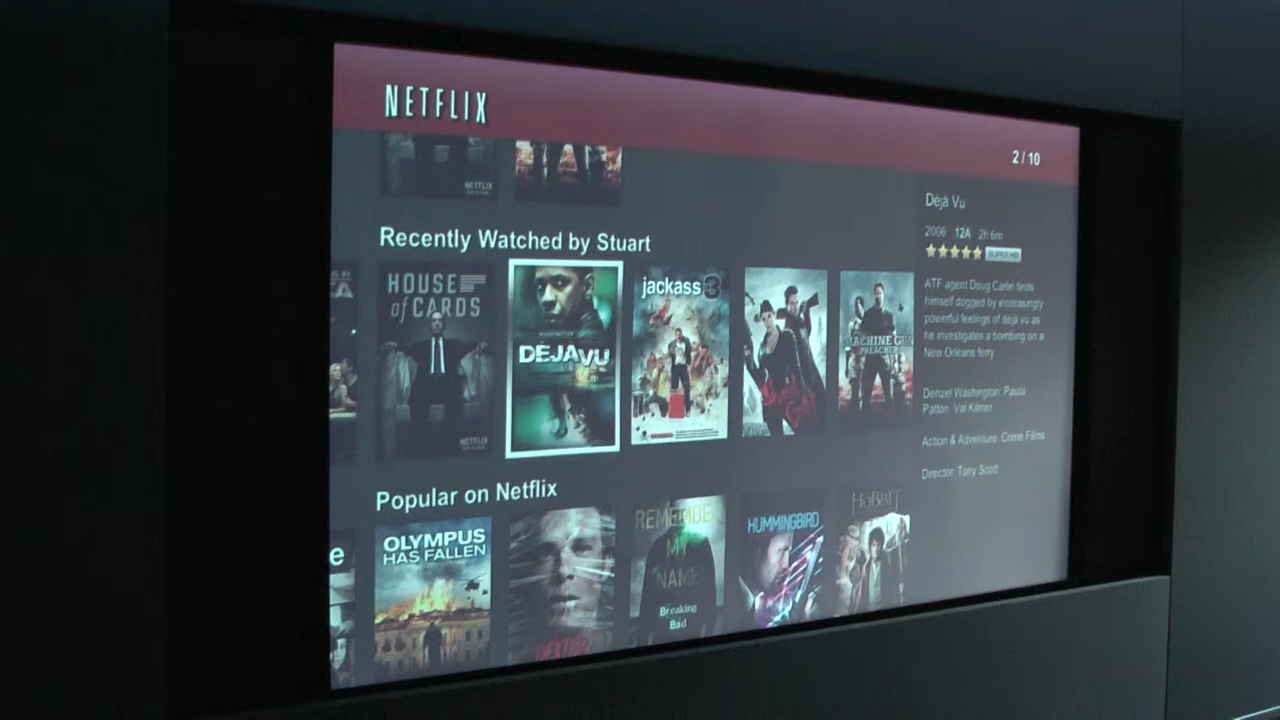 NETFLIX
2 / 10
NETFLIX
Recently Watched by Stuart
HOUSE
of CARDS
NETFLIX
WASHINGTON
DEJAVU
jackass 3
MACHINE GUN
PREACHER
Déjà Vu
2006 12A 2h 6m
SUPER HD
ATF agent Doug Carlin finds
himself dogged by increasingly
powerful feelings of déjà vu as
he investigates a bombing on a
New Orleans ferry
Denzel Washington, Paula
Patton, Val Kilmer
Action & Adventure, Crime Films
Director: Tony Scott
Popular on Netflix
e
OLYMPUS
HAS FALLEN
DEXTER
REMEMBER
MY
NAME
Breaking
Bad
HUMMINGBIRD
HOBBIT